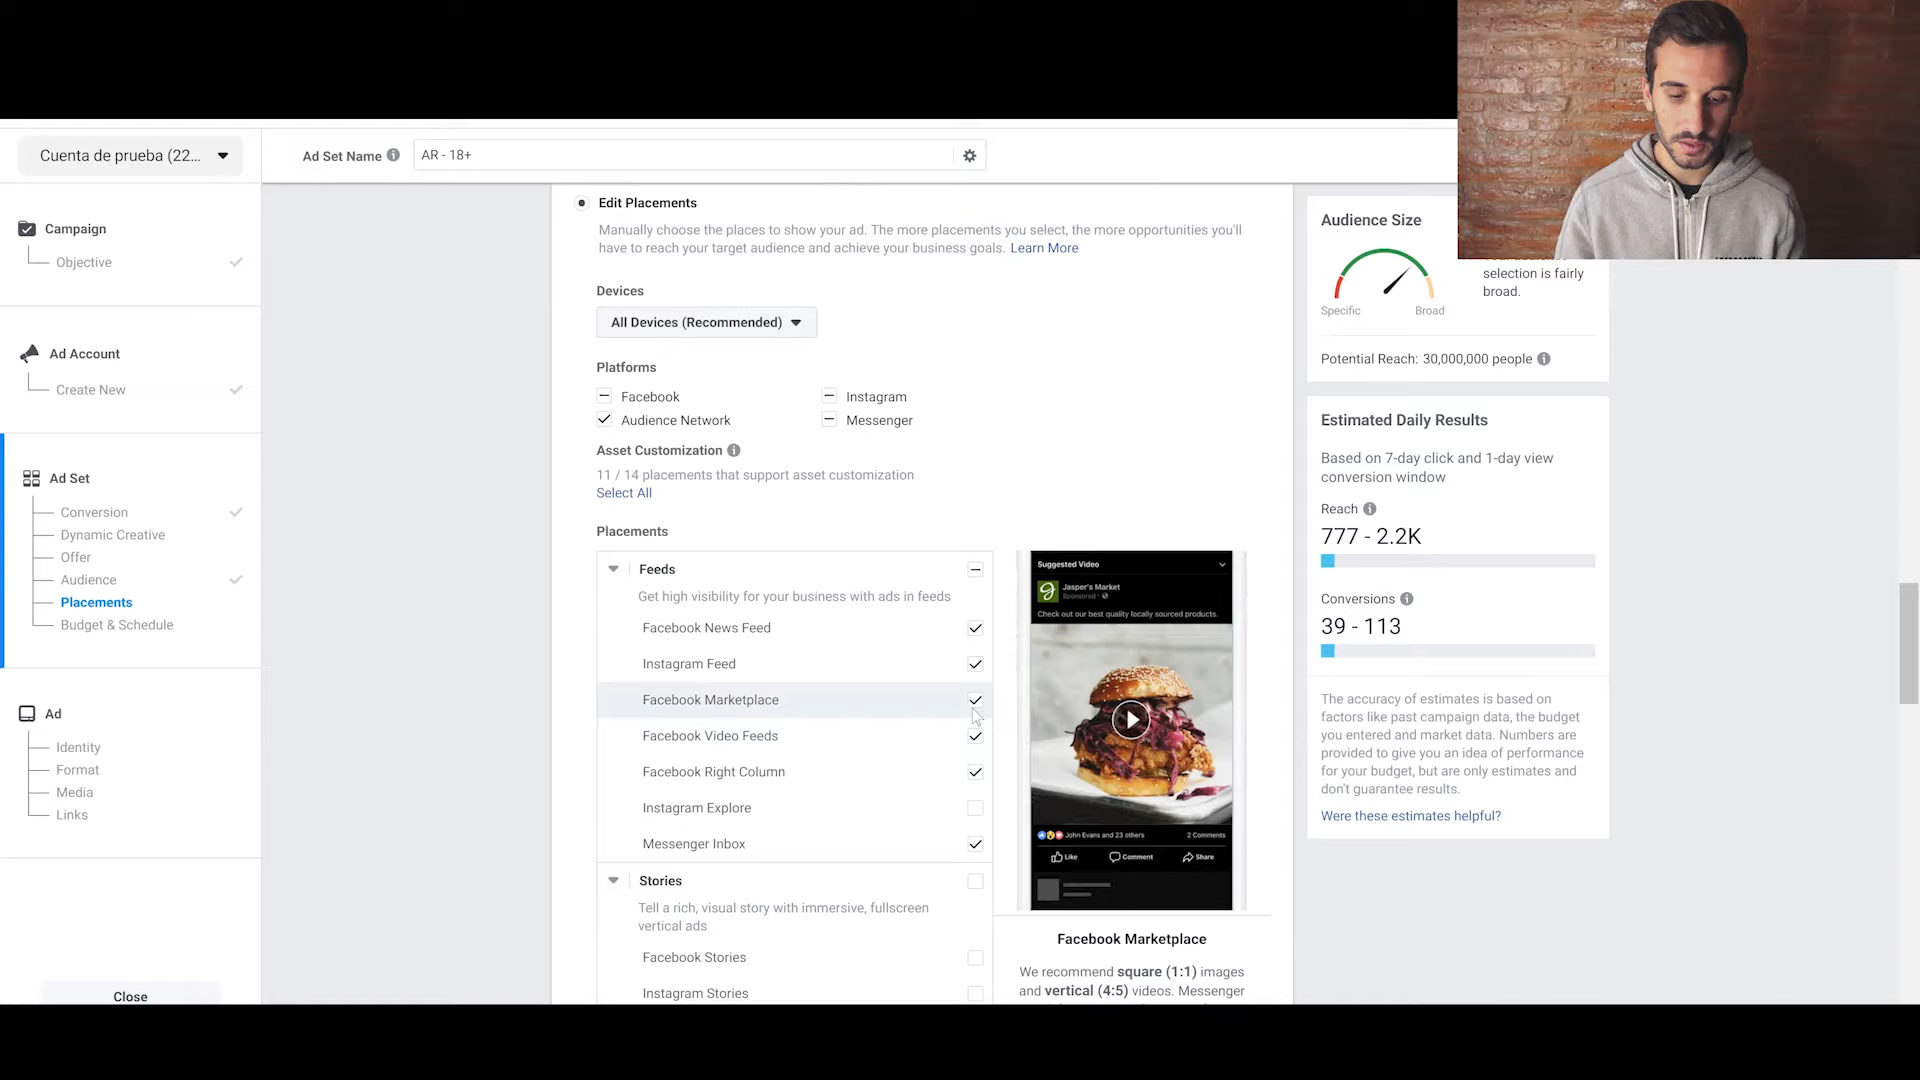 Cuenta de prueba (22...
Ad Set Name
AR - 18+
Campaign
Objective
Ad Account
Create New
Ad Set
Conversion
Dynamic Creative
Offer
Audience
Placements
Budget & Schedule
Ad
Identity
Format
Media
Links
Close
Edit Placements
Manually choose the places to show your ad. The more placements you select, the more opportunities you'll
have to reach your target audience and achieve your business goals. Learn More
Devices
All Devices (Recommended)
Platforms
Facebook
Instagram
Audience Network
Messenger
Asset Customization
11 / 14 placements that support asset customization
Select All
Placements
Feeds
Get high visibility for your business with ads in feeds
Facebook News Feed
Instagram Feed
Facebook Marketplace
Facebook Video Feeds
Facebook Right Column
Instagram Explore
Messenger Inbox
Stories
Tell a rich, visual story with immersive, fullscreen
vertical ads
Facebook Stories
Instagram Stories
Suggested Video
Jasper's Market
Sponsored
Check out our best quality locally sourced products.
John Evans and 23 others
2 Comments
Like
Comment
Share
Facebook Marketplace
We recommend square (1:1) images
and vertical (4:5) videos. Messenger
Audience Size
Specific
Broad
selection is fairly
broad.
Potential Reach: 30,000,000 people
Estimated Daily Results
Based on 7-day click and 1-day view
conversion window
Reach
777 - 2.2K
Conversions
39 - 113
The accuracy of estimates is based on
factors like past campaign data, the budget
you entered and market data. Numbers are
provided to give you an idea of performance
for your budget, but are only estimates and
don't guarantee results.
Were these estimates helpful?